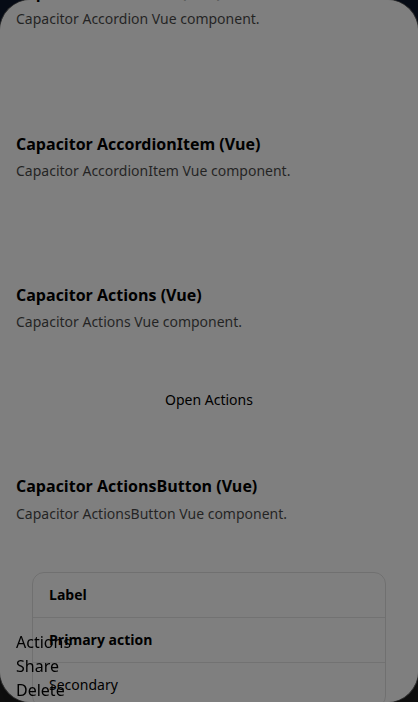 Capacitor Accordion Vue component.
Capacitor AccordionItem (Vue)
Capacitor AccordionItem Vue component.
Capacitor Actions (Vue)
Capacitor Actions Vue component.
Open Actions
Capacitor ActionsButton (Vue)
Capacitor ActionsButton Vue component.
Label
Primary action
Secondary
Actions
Share
Delete